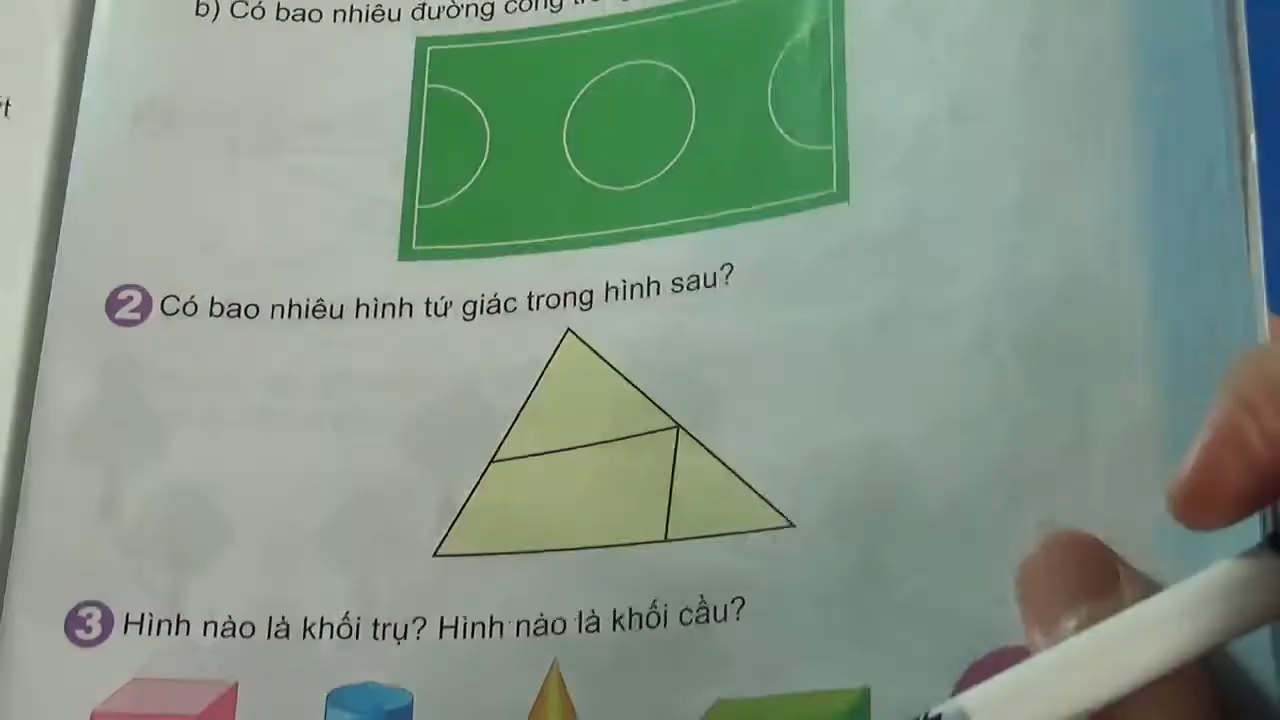 b) Có bao nhiêu đường cong
2 Có bao nhiêu hình tứ giác trong hình sau?
3 Hình nào là khối trụ? Hình nào là khối cầu?